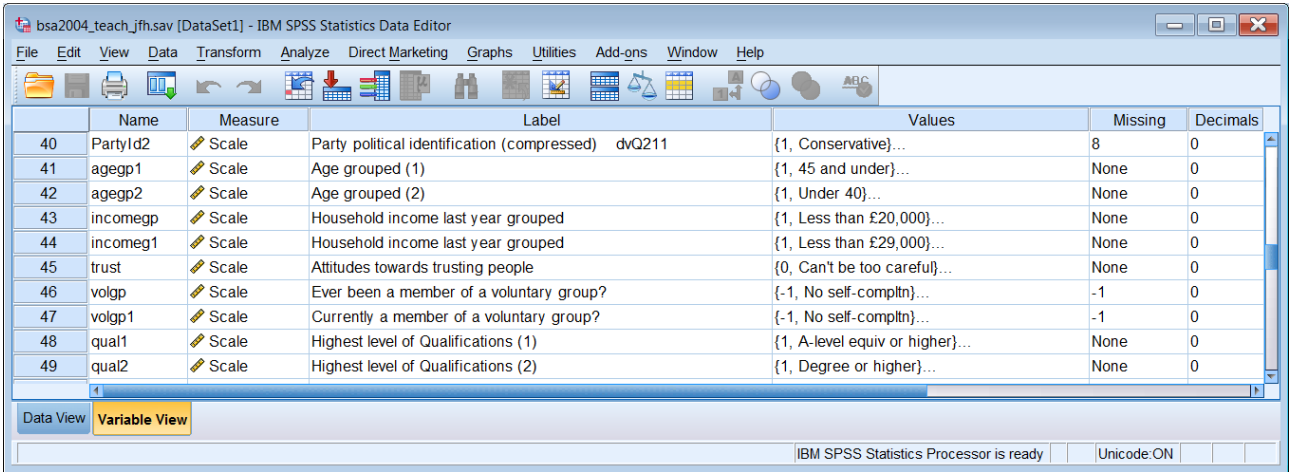 bsa2004_teach_jfh.sav [DataSet1] - IBM SPSS Statistics Data Editor
File Edit View Data Transform Analyze Direct Marketing Graphs Utilities Add-ons Window Help
Name Measure Label Values Missing Decimals
40 PartyId2 Scale Party political identification (compressed) dvQ211 {1, Conservative}... 8 0
41 agegp1 Scale Age grouped (1) {1, 45 and under}... None 0
42 agegp2 Scale Age grouped (2) {1, Under 40}... None 0
43 incomegp Scale Household income last year grouped {1, Less than £20,000}... None 0
44 incomeg1 Scale Household income last year grouped {1, Less than £29,000}... None 0
45 trust Scale Attitudes towards trusting people {0, Can't be too careful}... None 0
46 volgp Scale Ever been a member of a voluntary group? {-1, No self-compltn}... -1 0
47 volgp1 Scale Currently a member of a voluntary group? {-1, No self-compltn}... -1 0
48 qual1 Scale Highest level of Qualifications (1) {1, A-level equiv or higher}... None 0
49 qual2 Scale Highest level of Qualifications (2) {1, Degree or higher}... None 0
Data View Variable View
IBM SPSS Statistics Processor is ready Unicode:ON